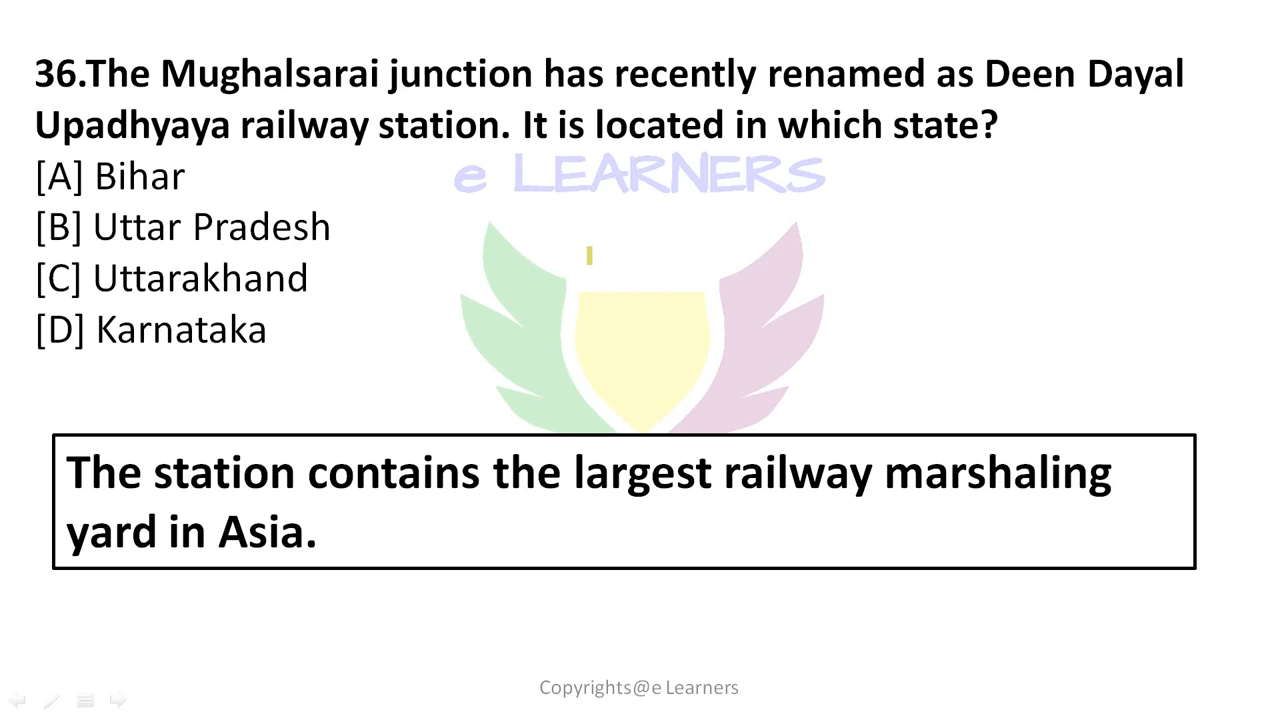 36.The Mughalsarai junction has recently renamed as Deen Dayal
Upadhyaya railway station. It is located in which state?
e LEARNERS
[A] Bihar
[B] Uttar Pradesh
[C] Uttarakhand
[D] Karnataka
The station contains the largest railway marshaling
yard in Asia.
Copyrights@e Learners